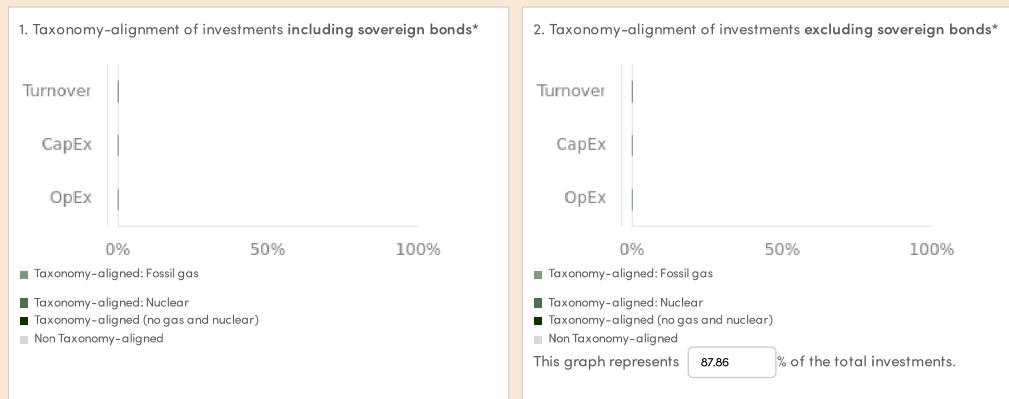 1. Taxonomy-alignment of investments including sovereign bonds*
Turnover
CapEx
OpEx
0% 50% 100%
Taxonomy-aligned: Fossil gas
Taxonomy-aligned: Nuclear
Taxonomy-aligned (no gas and nuclear)
Non Taxonomy-aligned
2. Taxonomy-alignment of investments excluding sovereign bonds*
Turnover
CapEx
OpEx
0% 50% 100%
Taxonomy-aligned: Fossil gas
Taxonomy-aligned: Nuclear
Taxonomy-aligned (no gas and nuclear)
Non Taxonomy-aligned
This graph represents 87.86 % of the total investments.